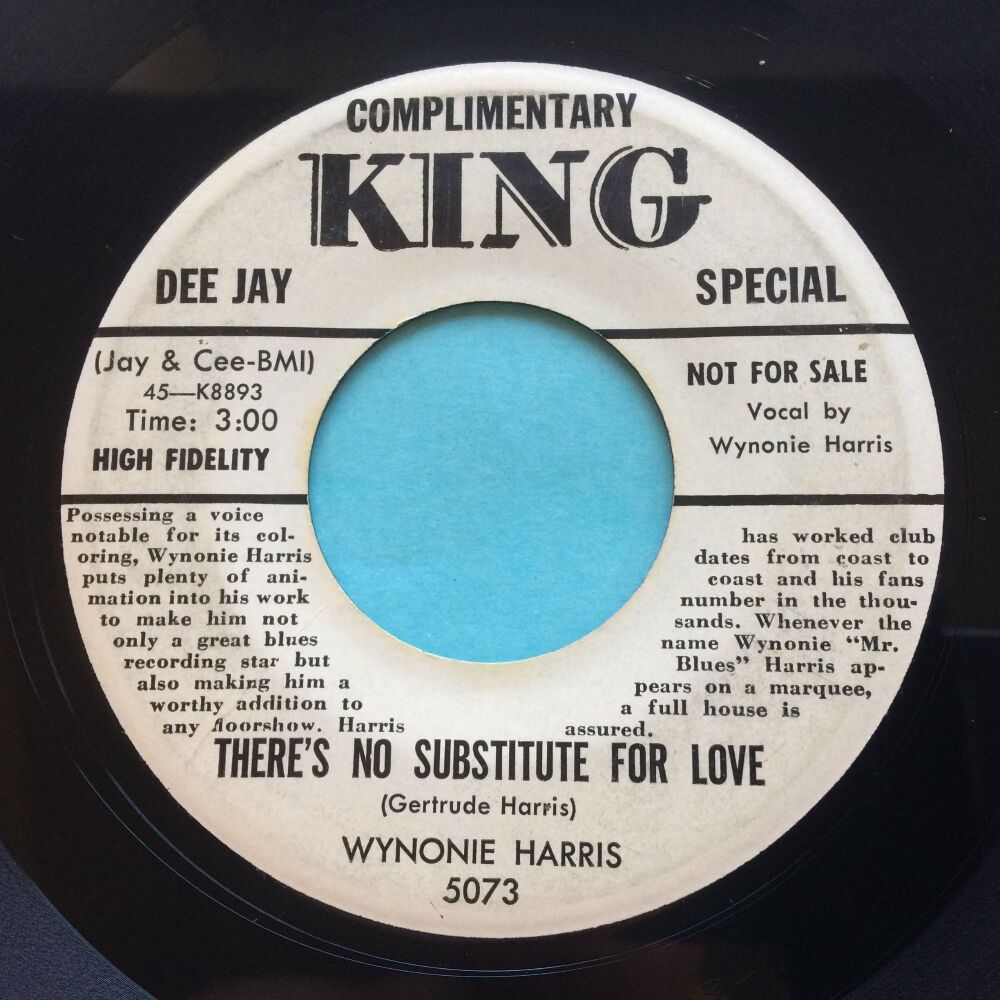 COMPLIMENTARY
KING
DEE JAY
SPECIAL
(Jay & Cee-BMI)
45—K8893
Time: 3:00
HIGH FIDELITY
NOT FOR SALE
Vocal by
Wynonie Harris
Possessing a voice
notable for its col-
oring, Wynonie Harris
puts plenty of ani-
mation into his work
to make him not
only a great blues
recording star but
also making him a
worthy addition to
any floorshow. Harris
has worked club
dates from coast to
coast and his fans
number in the thou-
sands. Whenever the
name Wynonie “Mr.
Blues” Harris ap-
pears on a marquee,
a full house is
assured.
THERE'S NO SUBSTITUTE FOR LOVE
(Gertrude Harris)
WYNONIE HARRIS
5073